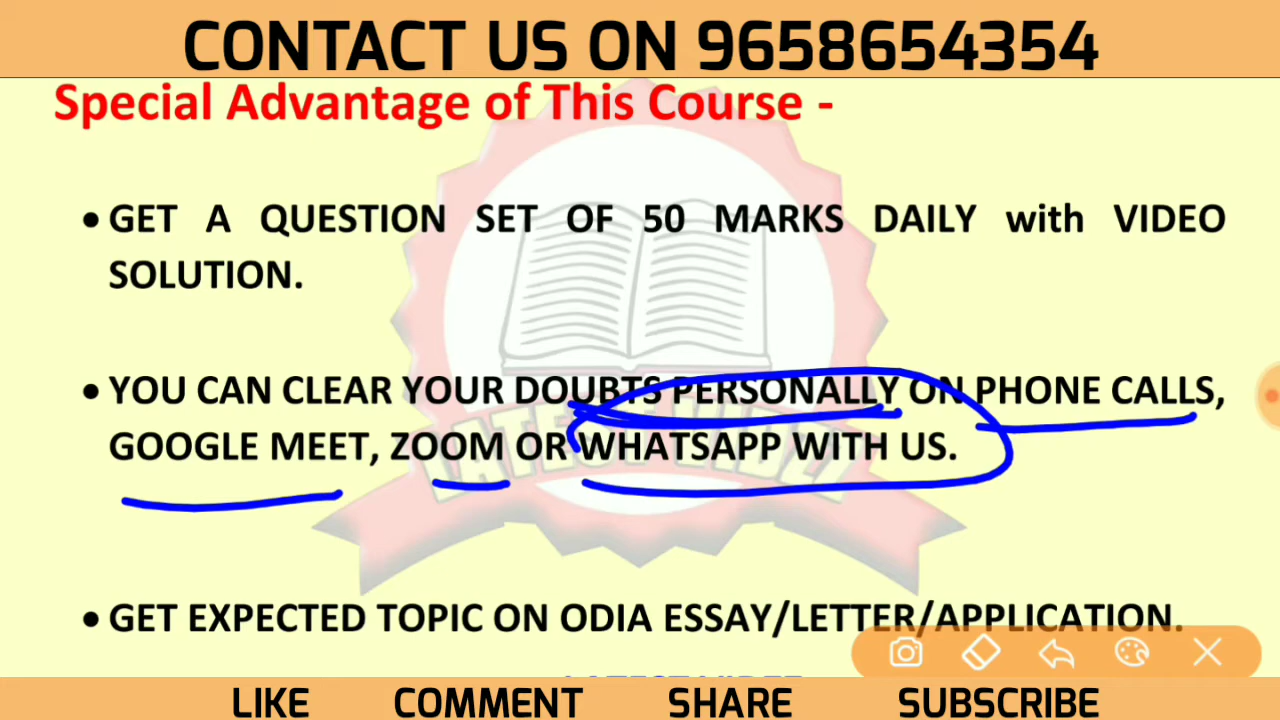 CONTACT US ON 9658654354
Special Advantage of This Course -
• GET A QUESTION SET OF 50 MARKS DAILY with VIDEO
SOLUTION.
• YOU CAN CLEAR YOUR DOUBTS PERSONALLY ON PHONE CALLS,
GOOGLE MEET, ZOOM OR WHATSAPP WITH US.
• GET EXPECTED TOPIC ON ODIA ESSAY/LETTER/APPLICATION.
LIKE COMMENT SHARE SUBSCRIBE